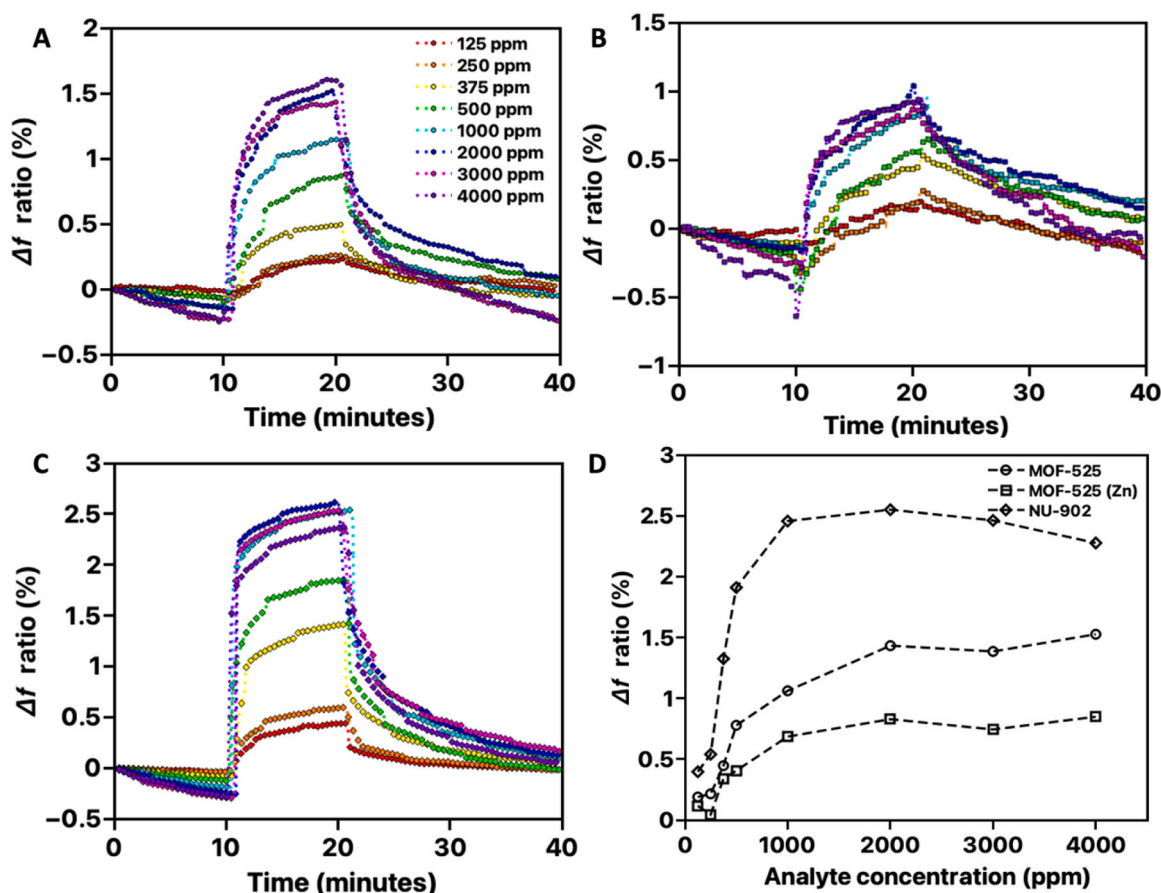 A
2
1.5
1
0.5
0
−0.5
Δf ratio (%)
0 10 20 30 40
Time (minutes)
125 ppm
250 ppm
375 ppm
500 ppm
1000 ppm
2000 ppm
3000 ppm
4000 ppm
B
1.5
1
0.5
0
−0.5
−1
Δf ratio (%)
0 10 20 30 40
Time (minutes)
C
3
2.5
2
1.5
1
0.5
0
−0.5
Δf ratio (%)
0 10 20 30 40
Time (minutes)
D
3
2.5
2
1.5
1
0.5
0
Δf ratio (%)
0 1000 2000 3000 4000
Analyte concentration (ppm)
MOF-525
MOF-525 (Zn)
NU-902